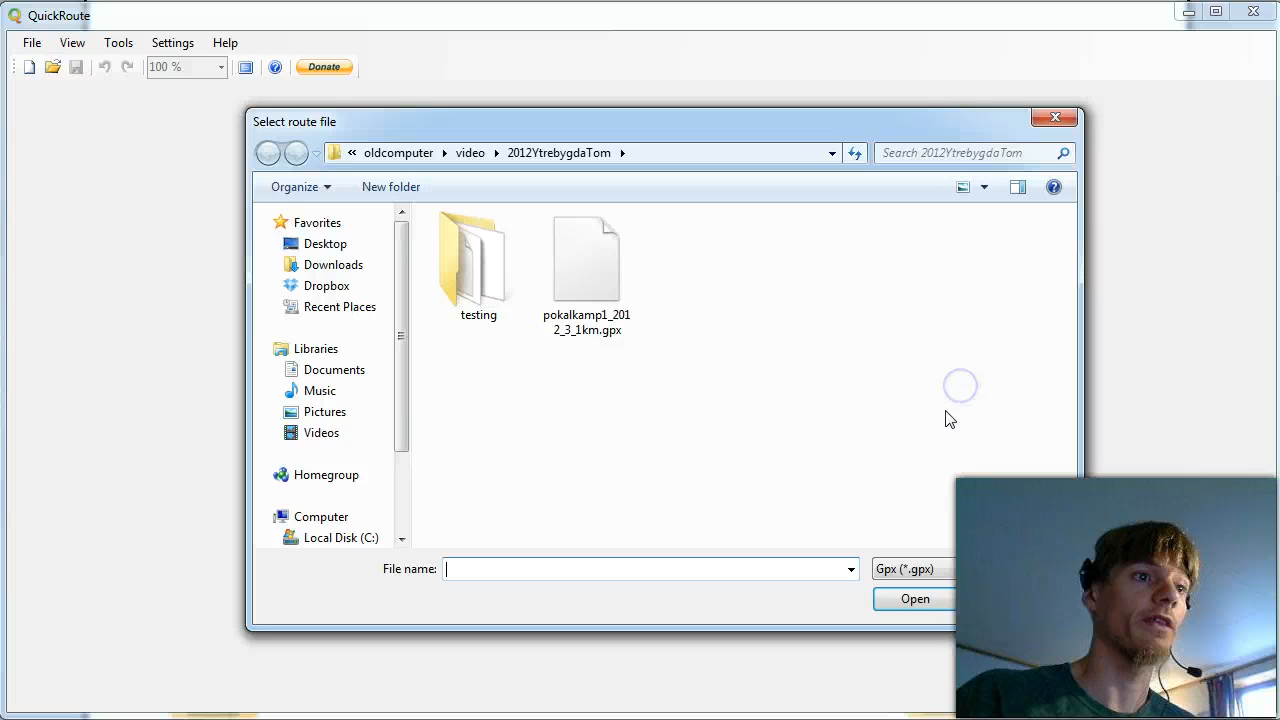 QuickRoute
File View Tools Settings Help
100 % Donate
Select route file
oldcomputer video 2012YtrebygdaTom Search 2012YtrebygdaTom
Organize New folder
Favorites
Desktop
Downloads
Dropbox
Recent Places
Libraries
Documents
Music
Pictures
Videos
Homegroup
Computer
Local Disk (C:)
testing
pokalkamp1_201
2_3_1km.gpx
File name: Gpx (*.gpx)
Open